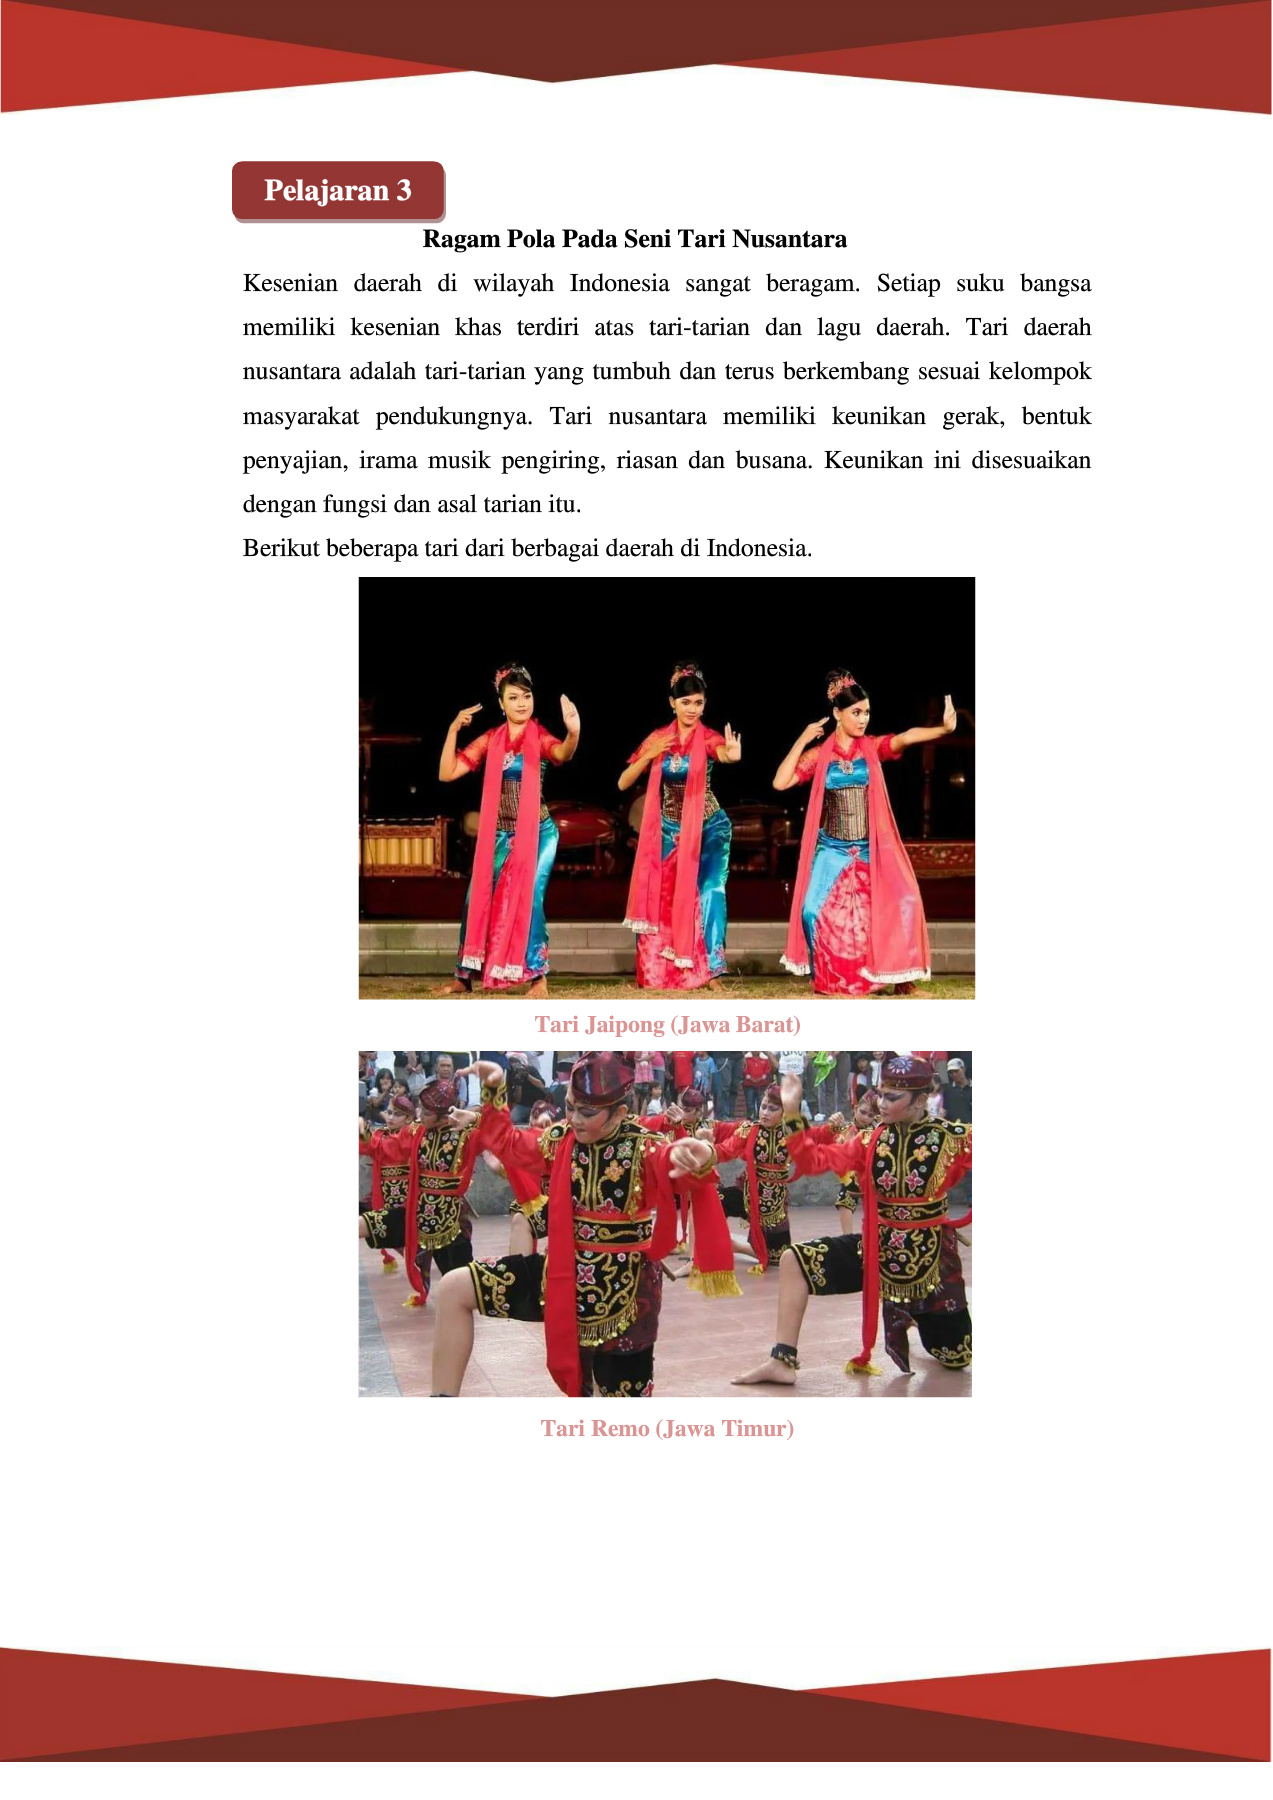 Pelajaran 3
Ragam Pola Pada Seni Tari Nusantara
Kesenian daerah di wilayah Indonesia sangat beragam. Setiap suku bangsa
memiliki kesenian khas terdiri atas tari-tarian dan lagu daerah. Tari daerah
nusantara adalah tari-tarian yang tumbuh dan terus berkembang sesuai kelompok
masyarakat pendukungnya. Tari nusantara memiliki keunikan gerak, bentuk
penyajian, irama musik pengiring, riasan dan busana. Keunikan ini disesuaikan
dengan fungsi dan asal tarian itu.
Berikut beberapa tari dari berbagai daerah di Indonesia.
Tari Jaipong (Jawa Barat)
Tari Remo (Jawa Timur)